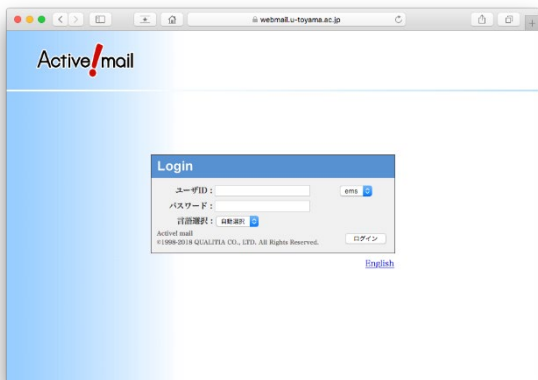 webmail.u-toyama.ac.jp
Active! mail
Login
ユーザID： ems
パスワード：
言語選択： 自動選択
Active! mail
©1998-2018 QUALITIA CO., LTD. All Rights Reserved.
ログイン
English